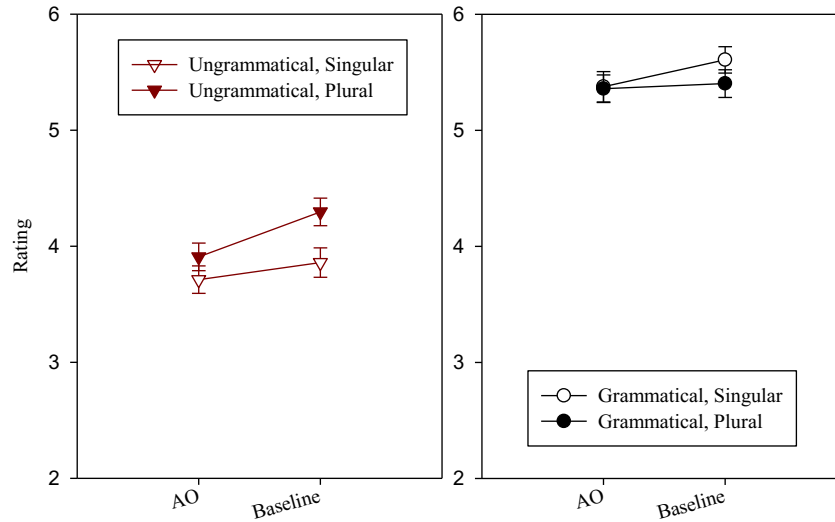 6
5
4
3
2
Rating
Ungrammatical, Singular
Ungrammatical, Plural
AO
Baseline
6
5
4
3
2
Grammatical, Singular
Grammatical, Plural
AO
Baseline